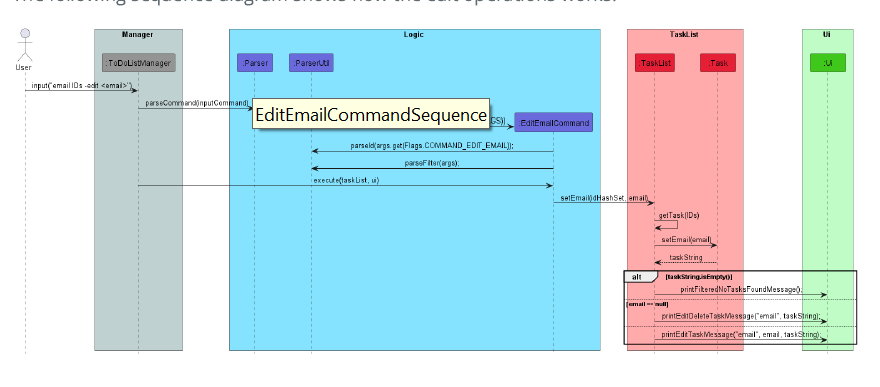 The following sequence diagram shows how the edit operations works.
Manager
Logic
TaskList
Ui
User
:ToDoListManager
:Parser
:ParserUtil
:TaskList
:Task
:Ui
input("email IDs -edit <email>")
parseCommand(inputCommand)
EditEmailCommandSequence
GS)]
EditEmailCommand
parseId(args.get(Flags.COMMAND_EDIT_EMAIL));
parseFilter(args);
execute(taskList, ui)
setEmail(idHashSet, email)
getTask(IDs)
setEmail(email)
taskString
alt
[taskString.isEmpty()]
printFilteredNoTasksFoundMessage();
[email == null]
printEditDeleteTaskMessage("email", taskString);
printEditTaskMessage("email", email, taskString);